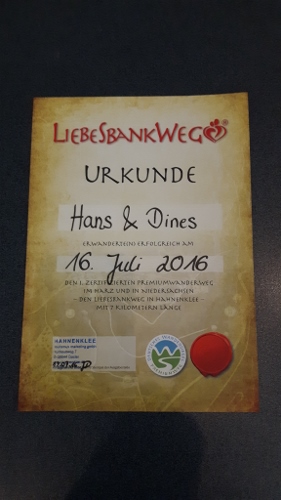 LIEBESBANKWEG
URKUNDE
Hans & Dines
ERWANDERTE(N) ERFOLGREICH AM
16. Juli 2016
DEN 1. ZERTIFIZIERTEN PREMIUMWANDERWEG
IM HARZ UND IN NIEDERSACHSEN
- DEN LIEBESBANKWEG IN HAHNENKLEE -
MIT 7 KILOMETERN LÄNGE
HAHNENKLEE